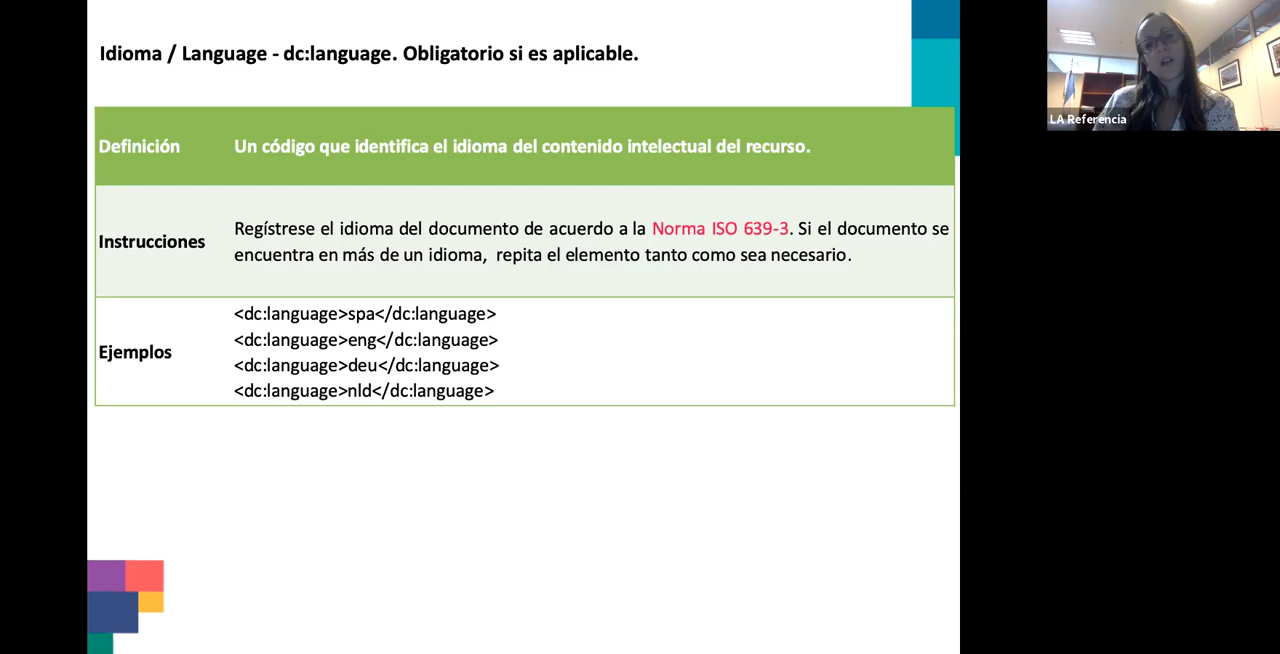 Idioma / Language - dc:language. Obligatorio si es aplicable.
LA Referencia
Definición
Un código que identifica el idioma del contenido intelectual del recurso.
Instrucciones
Regístrese el idioma del documento de acuerdo a la Norma ISO 639-3. Si el documento se
encuentra en más de un idioma, repita el elemento tanto como sea necesario.
Ejemplos
<dc:language>spa</dc:language>
<dc:language>eng</dc:language>
<dc:language>deu</dc:language>
<dc:language>nld</dc:language>